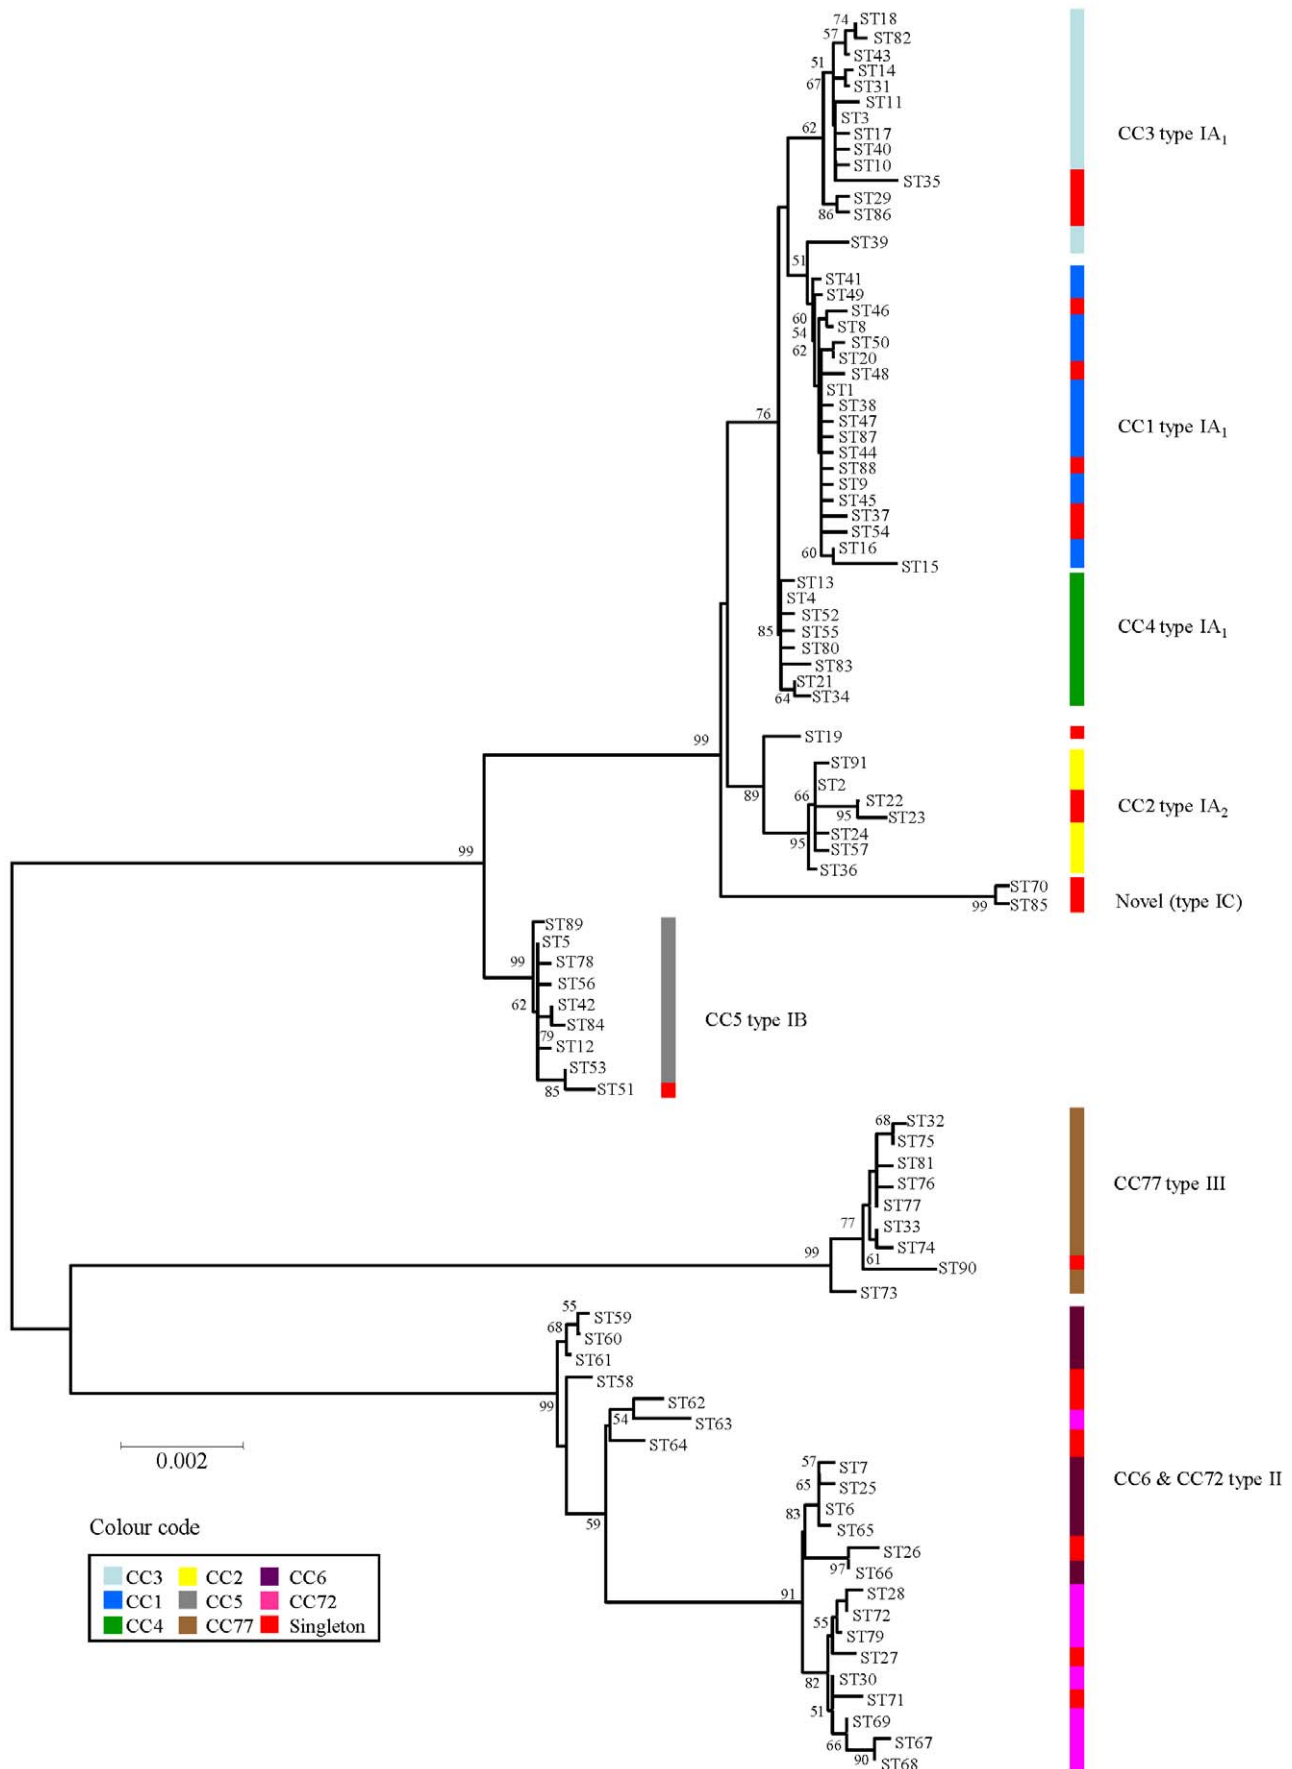 74 ST18
57 ST82
ST43
51 ST14
67 ST31
ST11
ST3
62 ST17
CC3 type IA1
ST40
ST10
ST35
ST29
86 ST86
ST39
51
ST41
ST49
60 ST46
54 ST8
62 ST50
ST20
ST48
ST1
ST38
76 ST47
CC1 type IA1
ST87
ST44
ST88
ST9
ST45
ST37
ST54
60 ST16
ST15
ST13
ST4
ST52
85 ST55
CC4 type IA1
ST80
ST83
ST21
64 ST34
99 ST19
ST91
ST2
89 66 ST22
CC2 type IA2
95 ST23
ST24
95 ST57
99
ST36
ST70
99 ST85
Novel (type IC)
ST89
ST5
99 ST78
ST56
62 ST42
ST84
CC5 type IB
79
ST12
ST53
85 ST51
68 ST32
ST75
ST81
ST76
CC77 type III
ST77
77 ST33
ST74
99 61
ST90
ST73
55 ST59
68 ST60
ST61
ST58
99 ST62
54 ST63
ST64
0.002
57 ST7
65 ST25
CC6 & CC72 type II
83 ST6
59 ST65
ST26
97 ST66
91 ST28
55 ST72
ST79
ST27
82 ST30
ST71
51 ST69
66 ST67
90 ST68
Colour code
CC3 CC2 CC6
CC1 CC5 CC72
CC4 CC77 Singleton